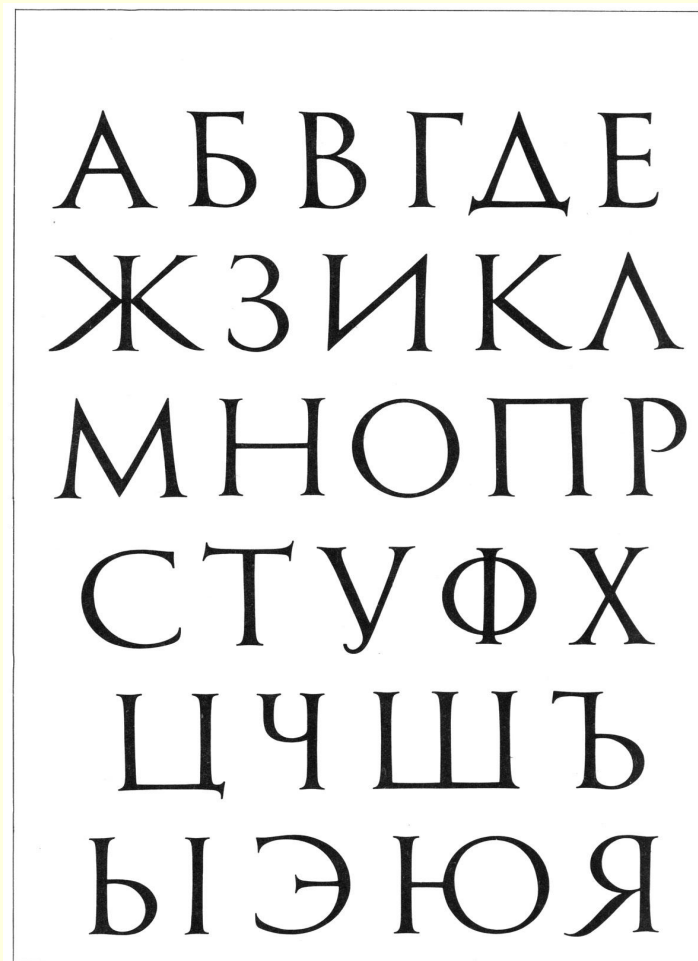 АБВГДЕ
ЖЗИКЛ
МНОПР
СТУФХ
ЦЧШЪ
ЫЭЮЯ